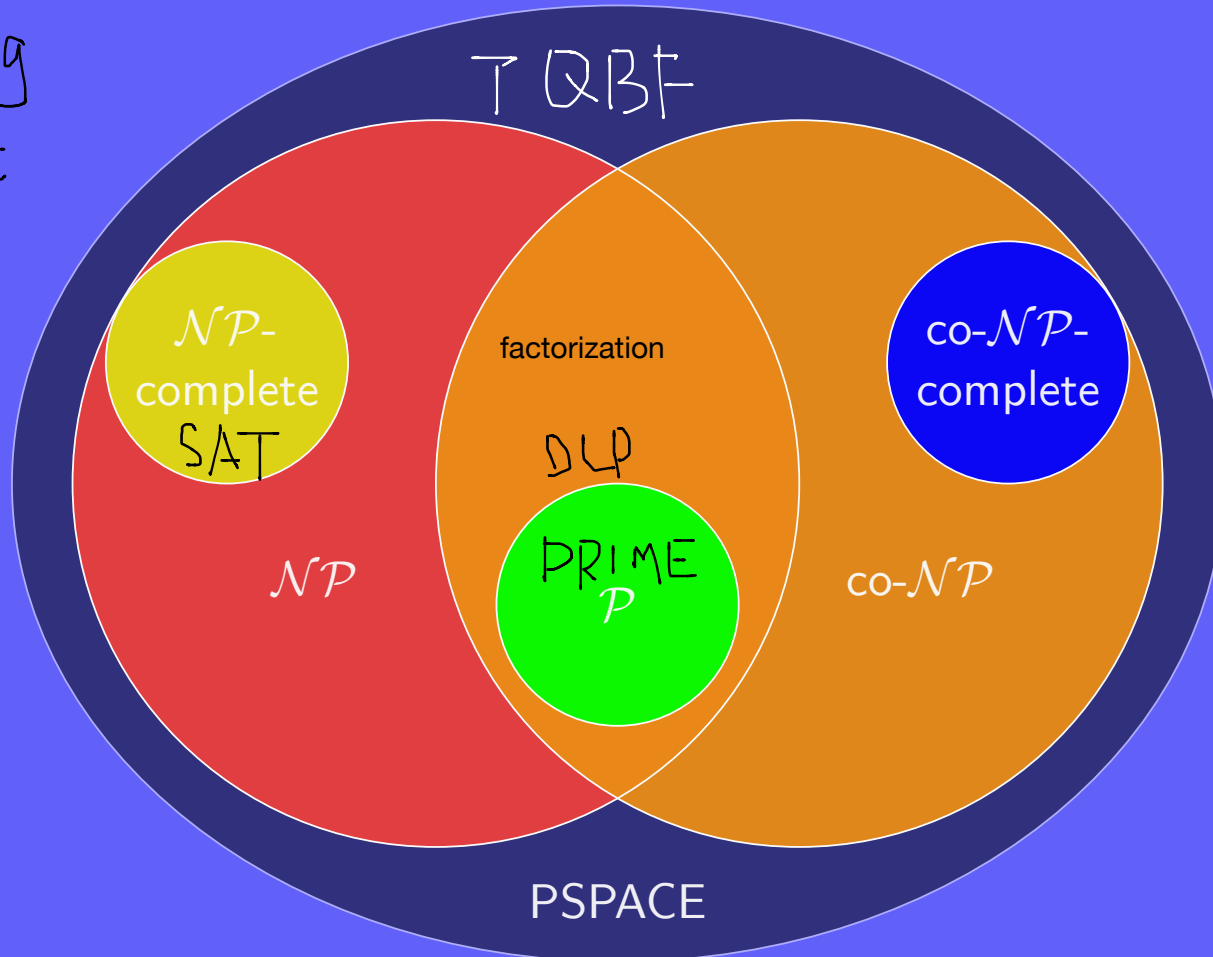 TQBF
NP-
complete
SAT
factorization
DLP
co-NP-
complete
PRIME
P
NP
co-NP
PSPACE